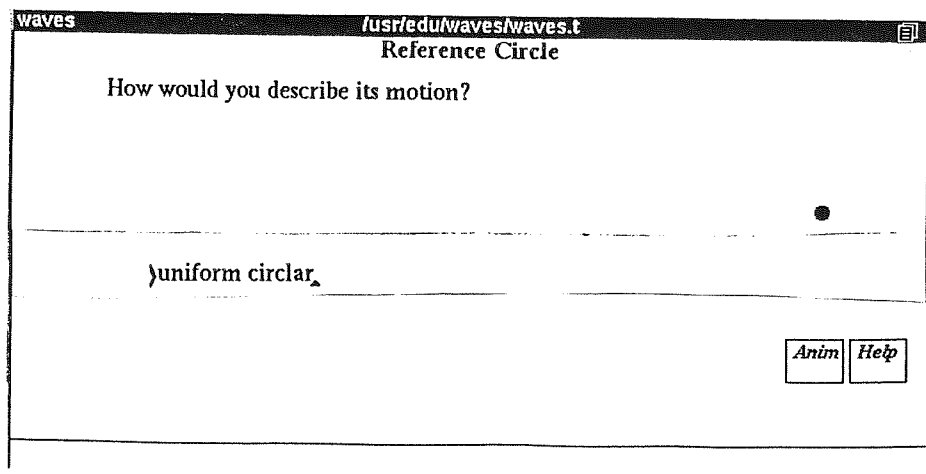 waves /usr/edu/waves/waves.t
Reference Circle
How would you describe its motion?
uniform circlar
Anim Help